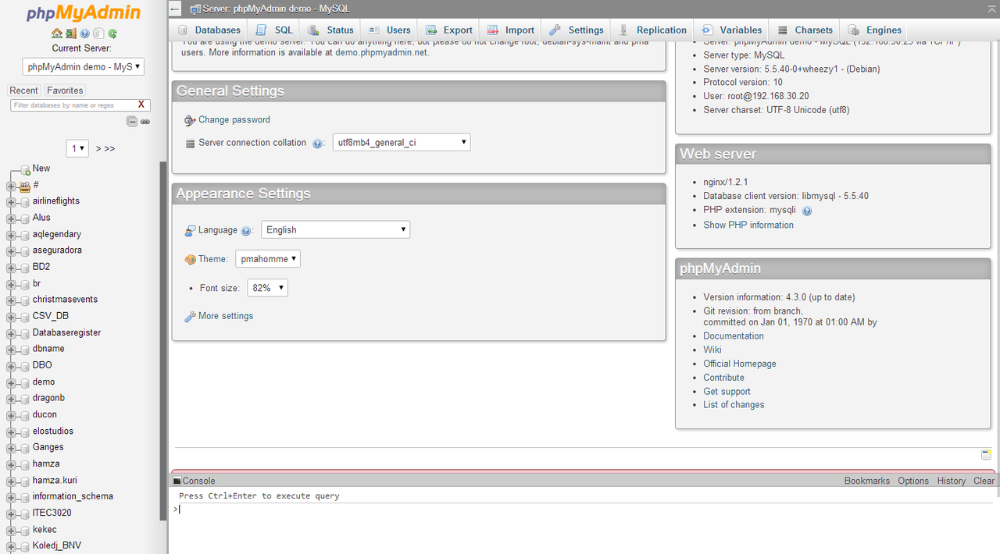 phpMyAdmin
Current Server:
phpMyAdmin demo - MyS
Recent Favorites
Filter databases by name or regex X
1 > >>
New
#
airlineflights
Alus
aqlegendary
aseguradora
BD2
br
christmasevents
CSV_DB
Databaseregister
dbname
DBO
demo
dragonb
ducon
elostudios
Ganges
hamza
hamza.kuri
information_schema
ITEC3020
kekec
Koledj_BNV
Server: phpMyAdmin demo - MySQL
Databases SQL Status Users Export Import Settings Replication Variables Charsets Engines
You are using the demo server. You can do anything here, but please do not change root, debian-sys-maint and pma
users. More information is available at demo.phpmyadmin.net.
General Settings
Change password
Server connection collation : utf8mb4_general_ci
Appearance Settings
Language : English
Theme: pmahomme
• Font size: 82%
More settings
• Server: phpMyAdmin demo - MySQL (192.168.30.23 via TCP/IP)
• Server type: MySQL
• Server version: 5.5.40-0+wheezy1 - (Debian)
• Protocol version: 10
• User: root@192.168.30.20
• Server charset: UTF-8 Unicode (utf8)
Web server
• nginx/1.2.1
• Database client version: libmysql - 5.5.40
• PHP extension: mysqli
• Show PHP information
phpMyAdmin
• Version information: 4.3.0 (up to date)
• Git revision: from branch,
committed on Jan 01, 1970 at 01:00 AM by
• Documentation
• Wiki
• Official Homepage
• Contribute
• Get support
• List of changes
Console Bookmarks Options History Clear
Press Ctrl+Enter to execute query
>